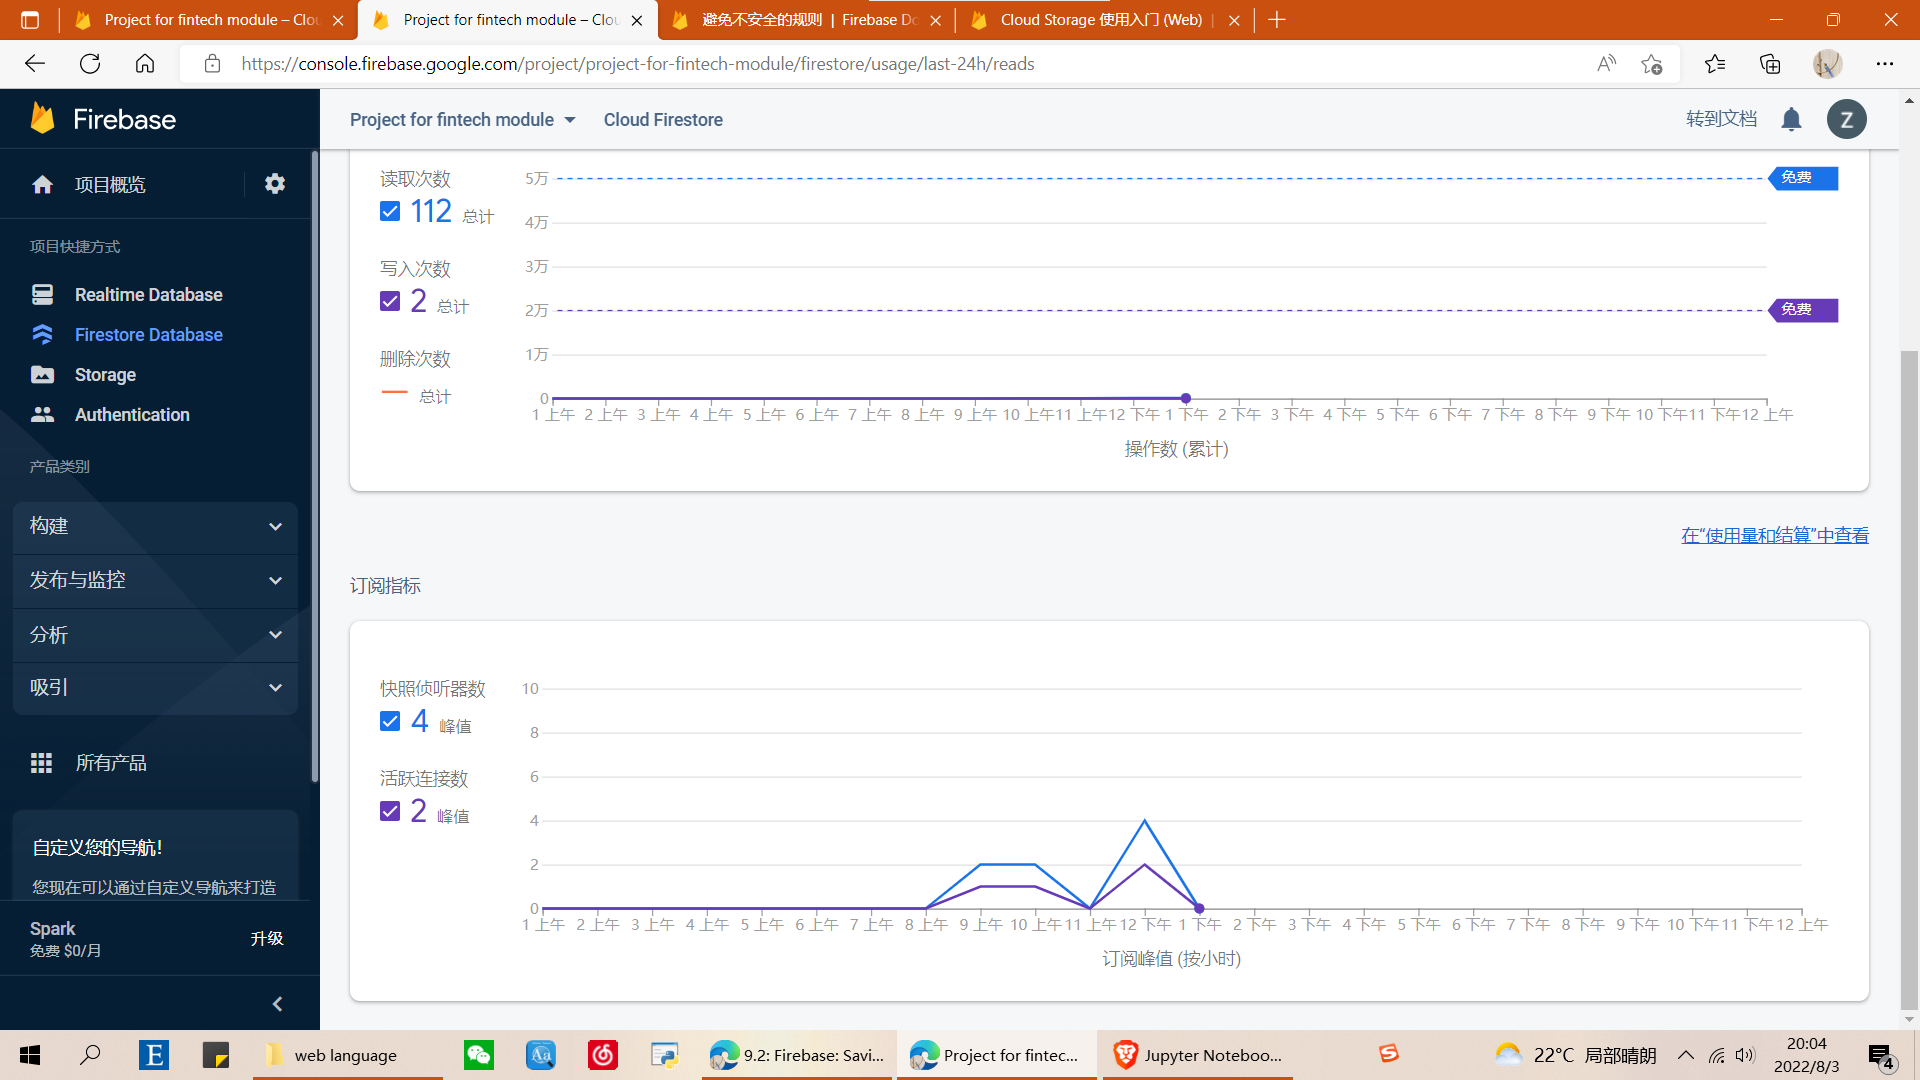 Project for fintech module – Clou
Project for fintech module – Clou
避免不安全的规则 | Firebase Do
Cloud Storage 使用入门 (Web) |
https://console.firebase.google.com/project/project-for-fintech-module/firestore/usage/last-24h/reads
Firebase
Project for fintech module
Cloud Firestore
转到文档
Z
项目概览
项目快捷方式
Realtime Database
Firestore Database
Storage
Authentication
产品类别
构建
发布与监控
分析
吸引
所有产品
自定义您的导航!
您现在可以通过自定义导航来打造
Spark
免费 $0/月
升级
读取次数
112 总计
写入次数
2 总计
删除次数
总计
5万
4万
3万
2万
1万
0
免费
免费
1 上午 2 上午 3 上午 4 上午 5 上午 6 上午 7 上午 8 上午 9 上午 10 上午 11 上午 12 下午 1 下午 2 下午 3 下午 4 下午 5 下午 6 下午 7 下午 8 下午 9 下午 10 下午 11 下午 12 上午
操作数 (累计)
在“使用量和结算”中查看
订阅指标
快照侦听器数
4 峰值
活跃连接数
2 峰值
10
8
6
4
2
0
1 上午 2 上午 3 上午 4 上午 5 上午 6 上午 7 上午 8 上午 9 上午 10 上午 11 上午 12 下午 1 下午 2 下午 3 下午 4 下午 5 下午 6 下午 7 下午 8 下午 9 下午 10 下午 11 下午 12 上午
订阅峰值 (按小时)
E
web language
Aa
9.2: Firebase: Savi...
Project for fintec...
Jupyter Noteboo...
S
22°C 局部晴朗
20:04
2022/8/3
4